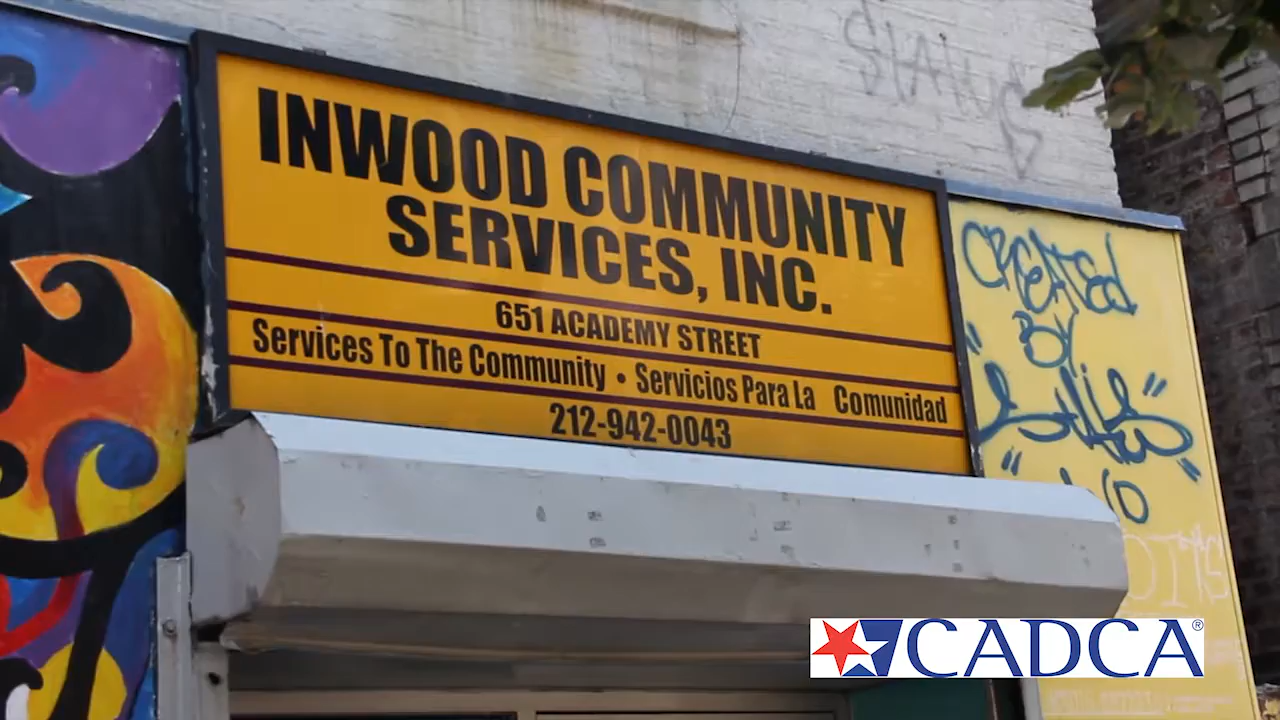 INWOOD COMMUNITY
SERVICES, INC.
651 ACADEMY STREET
Services To The Community • Servicios Para La Comunidad
212-942-0043
CREATED
BY
CADCA®